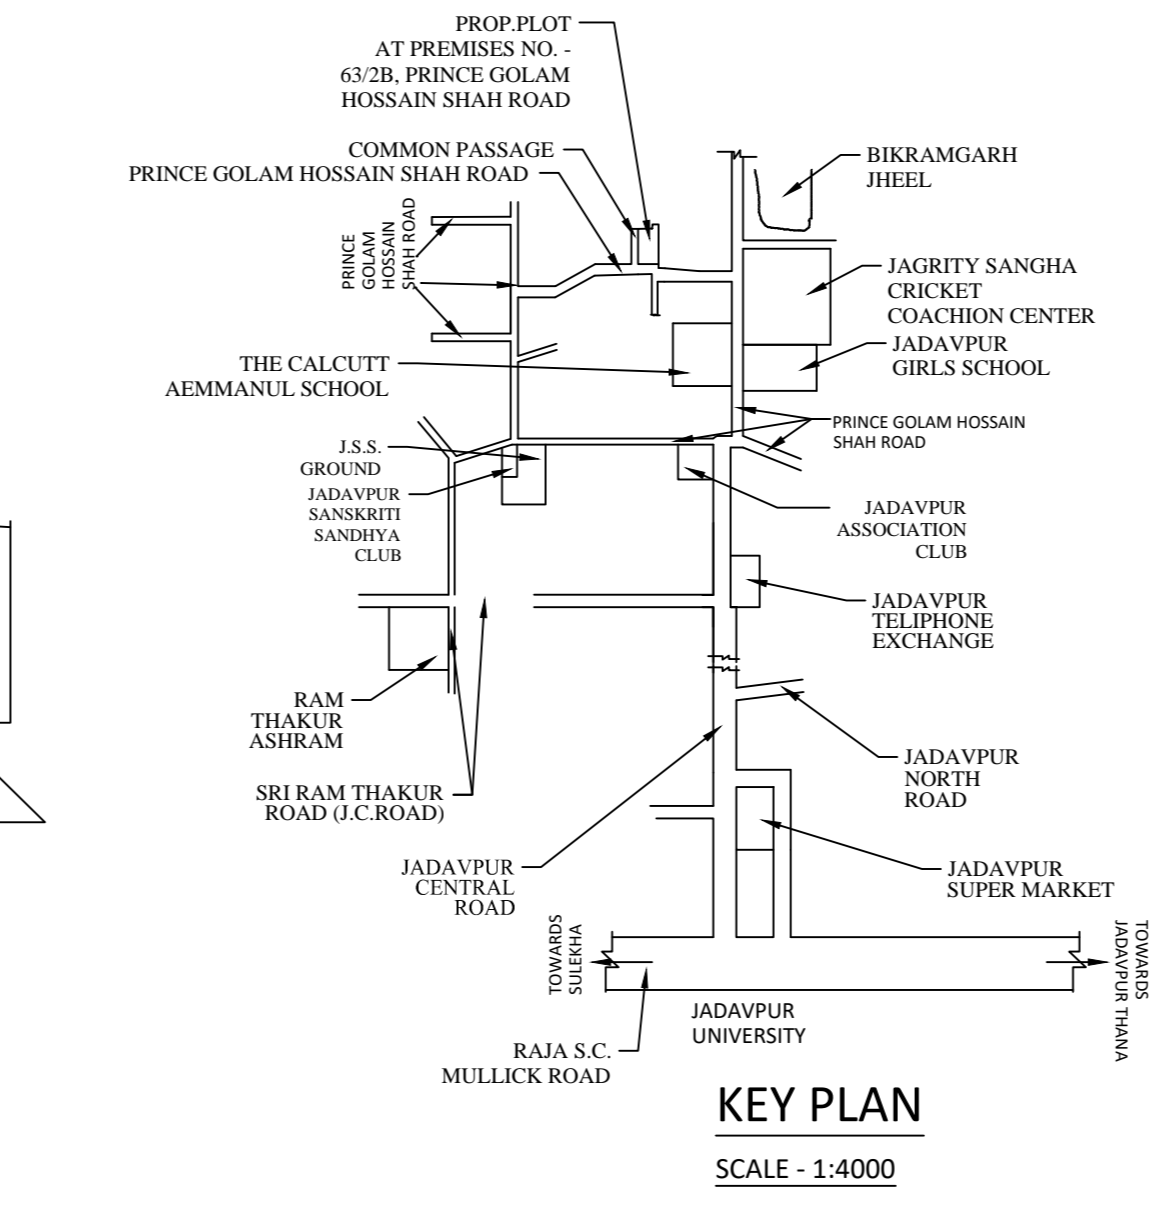 PROP.PLOT
AT PREMISES NO. -
63/2B, PRINCE GOLAM
HOSSAIN SHAH ROAD
COMMON PASSAGE
PRINCE GOLAM HOSSAIN SHAH ROAD
BIKRAMGARH
JHEEL
PRINCE
GOLAM
HOSSAIN
SHAH ROAD
JAGRITY SANGHA
CRICKET
COACHION CENTER
JADAVPUR
GIRLS SCHOOL
THE CALCUTT
AEMMANUL SCHOOL
PRINCE GOLAM HOSSAIN
SHAH ROAD
J.S.S.
GROUND
JADAVPUR
SANSKRITI
SANDHYA
CLUB
JADAVPUR
ASSOCIATION
CLUB
JADAVPUR
TELIPHONE
EXCHANGE
RAM
THAKUR
ASHRAM
JADAVPUR
NORTH
ROAD
SRI RAM THAKUR
ROAD (J.C.ROAD)
JADAVPUR
CENTRAL
ROAD
JADAVPUR
SUPER MARKET
TOWARDS
SULEKHA
TOWARDS
JADAVPUR THANA
JADAVPUR
UNIVERSITY
RAJA S.C.
MULLICK ROAD
KEY PLAN
SCALE - 1:4000